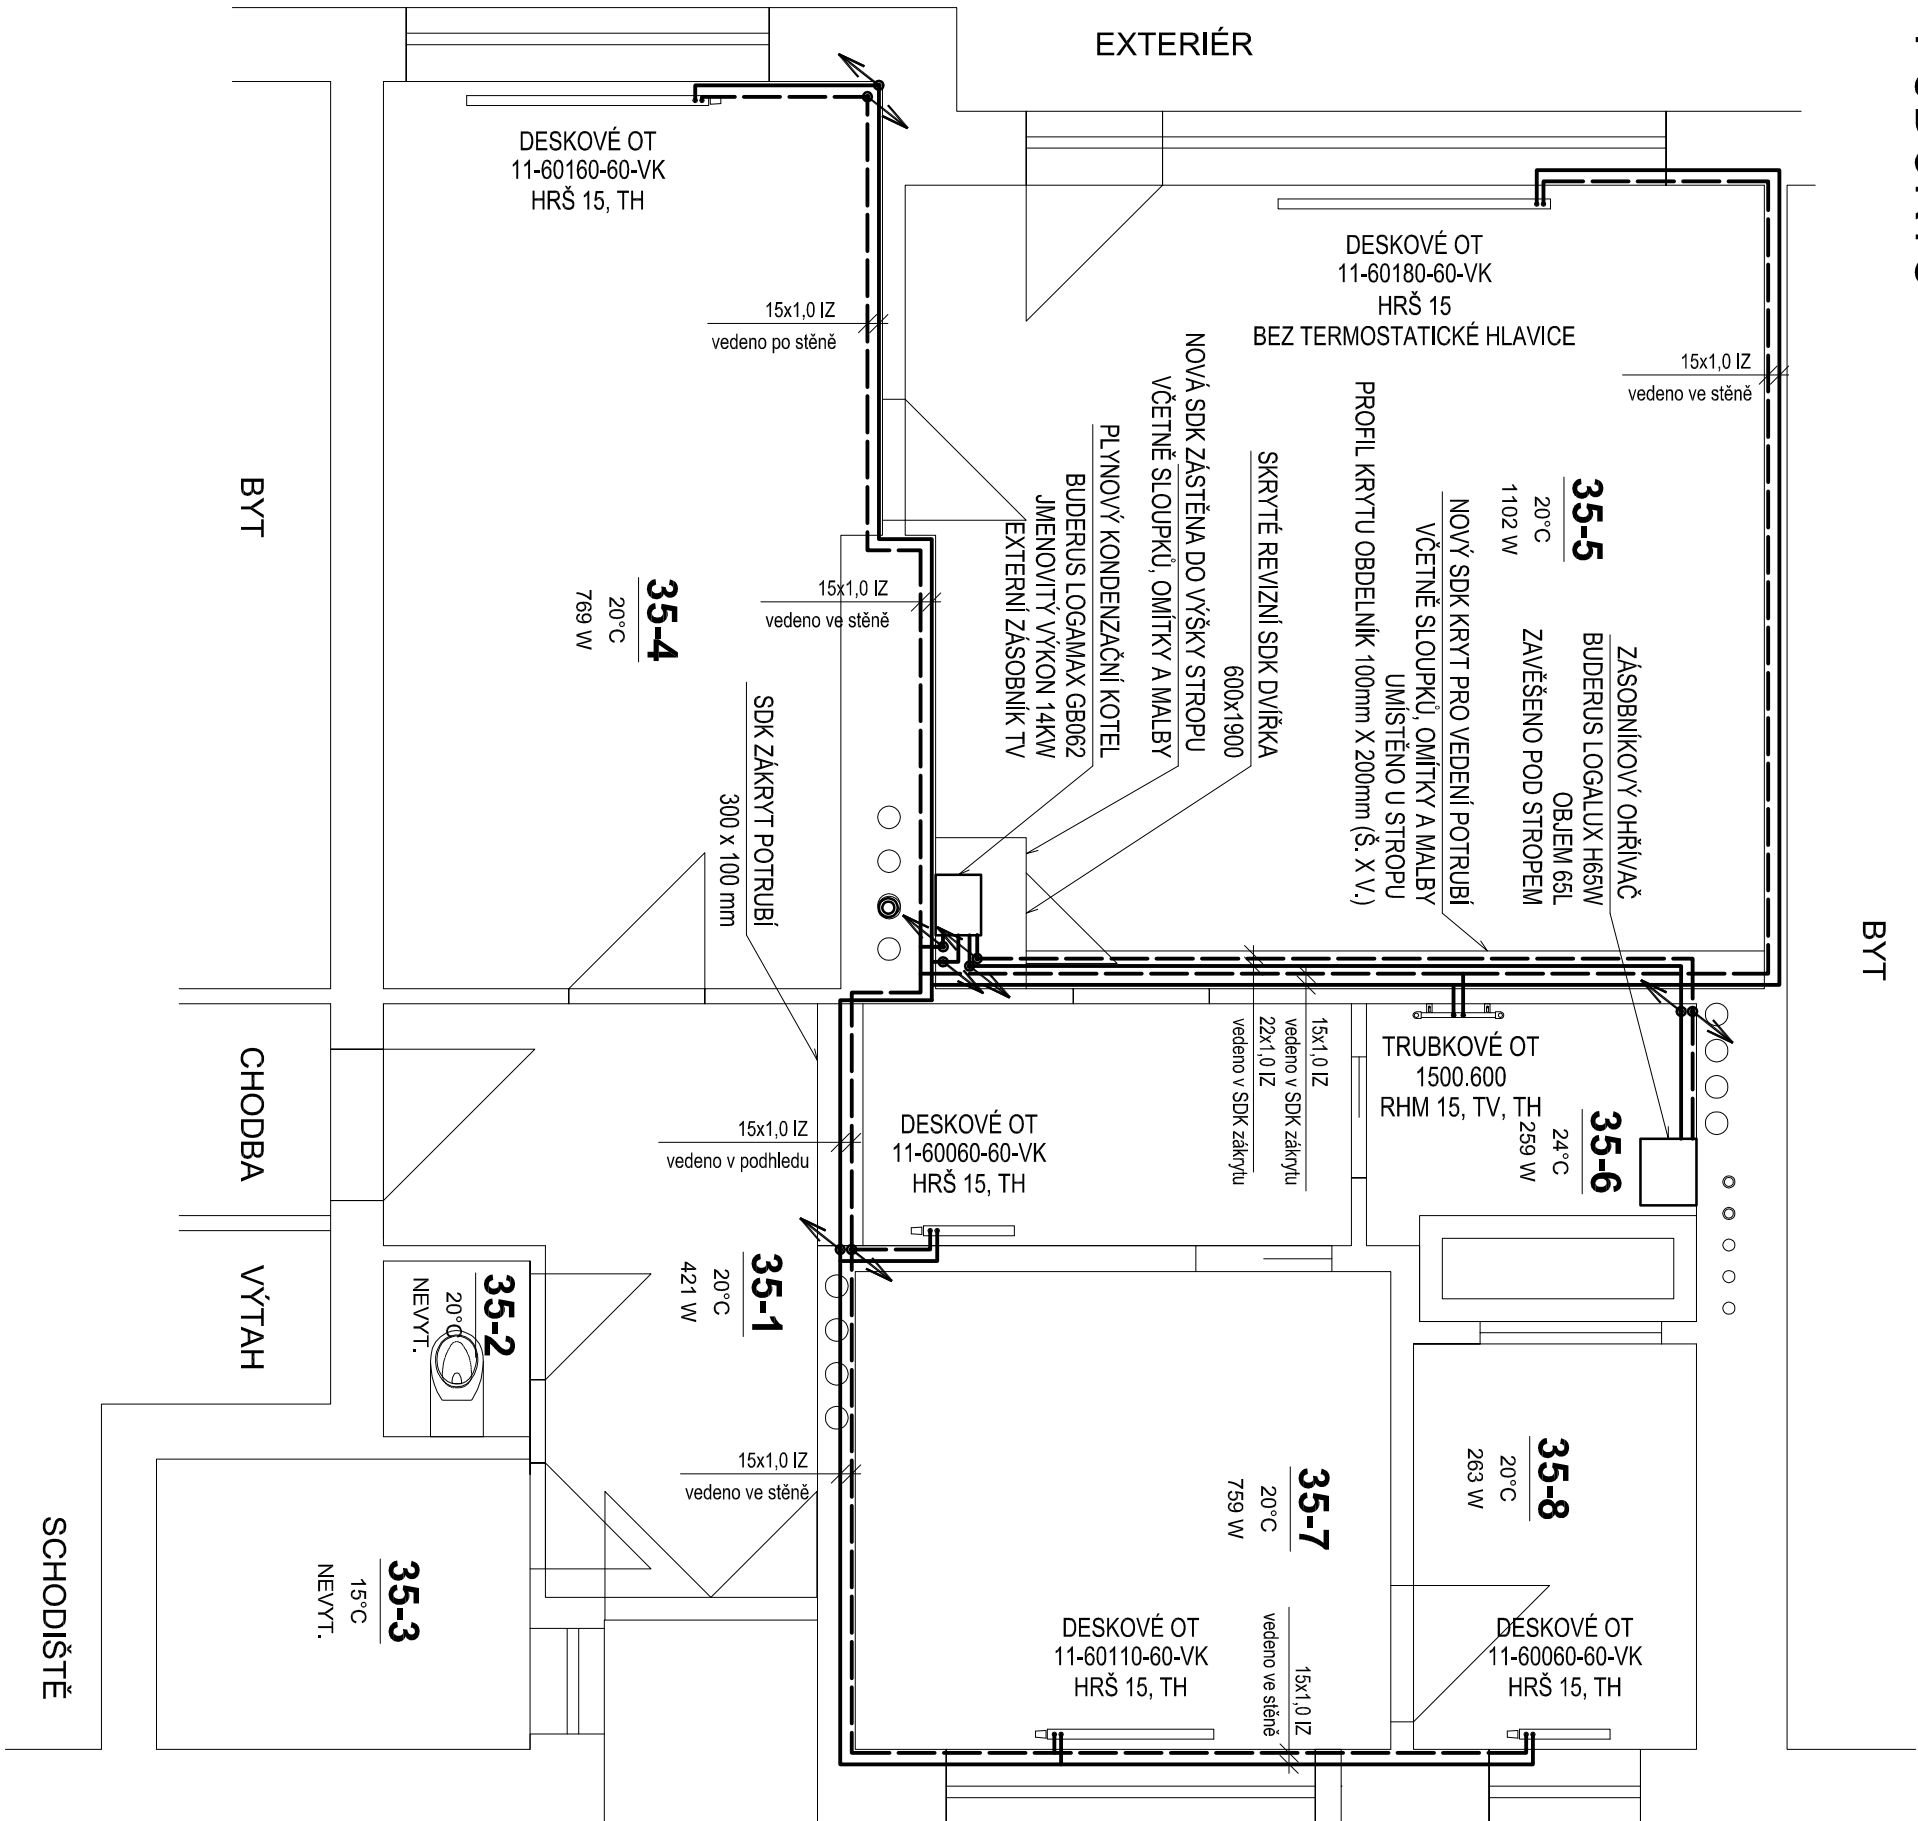 EXTERIÉR
DESKOVÉ OT
11-60160-60-VK
HRŠ 15, TH
DESKOVÉ OT
11-60180-60-VK
HRŠ 15
BEZ TERMOSTATICKÉ HLAVICE
15x1,0 IZ
vedeno po stěně
15x1,0 IZ
vedeno ve stěně
BYT
35-4
20°C
769 W
15x1,0 IZ
vedeno ve stěně
SDK ZÁKRYT POTRUBÍ
300 x 100 mm
PLYNOVÝ KONDENZAČNÍ KOTEL
BUDERUS LOGAMAX GB062
JMENOVITÝ VÝKON 14KW
EXTERNÍ ZÁSOBNÍK TV
NOVÁ SDK ZÁSTĚNA DO VÝŠKY STROPU
VČETNĚ SLOUPKŮ, OMÍTKY A MALBY
SKRYTÉ REVIZNÍ SDK DVÍŘKA
600x1900
35-5
20°C
1102 W
NOVÝ SDK KRYT PRO VEDENÍ POTRUBÍ
VČETNĚ SLOUPKŮ, OMÍTKY A MALBY
UMÍSTĚNO U STROPU
PROFIL KRYTU OBDELNÍK 100mm X 200mm (Š. X V.)
ZÁSOBNÍKOVÝ OHŘÍVAČ
BUDERUS LOGALUX H65W
OBJEM 65L
ZAVĚŠENO POD STROPEM
BYT
CHODBA
15x1,0 IZ
vedeno v podhledu
DESKOVÉ OT
11-60060-60-VK
HRŠ 15, TH
15x1,0 IZ
vedeno v SDK zákrytu
22x1,0 IZ
vedeno v SDK zákrytu
TRUBKOVÉ OT
1500.600
RHM 15, TV, TH
35-6
24°C
259 W
VÝTAH
35-2
20°C
NEVYT.
35-1
20°C
421 W
15x1,0 IZ
vedeno ve stěně
35-7
20°C
759 W
35-8
20°C
263 W
SCHODIŠTĚ
35-3
15°C
NEVYT.
DESKOVÉ OT
11-60110-60-VK
HRŠ 15, TH
15x1,0 IZ
vedeno ve stěně
DESKOVÉ OT
11-60060-60-VK
HRŠ 15, TH